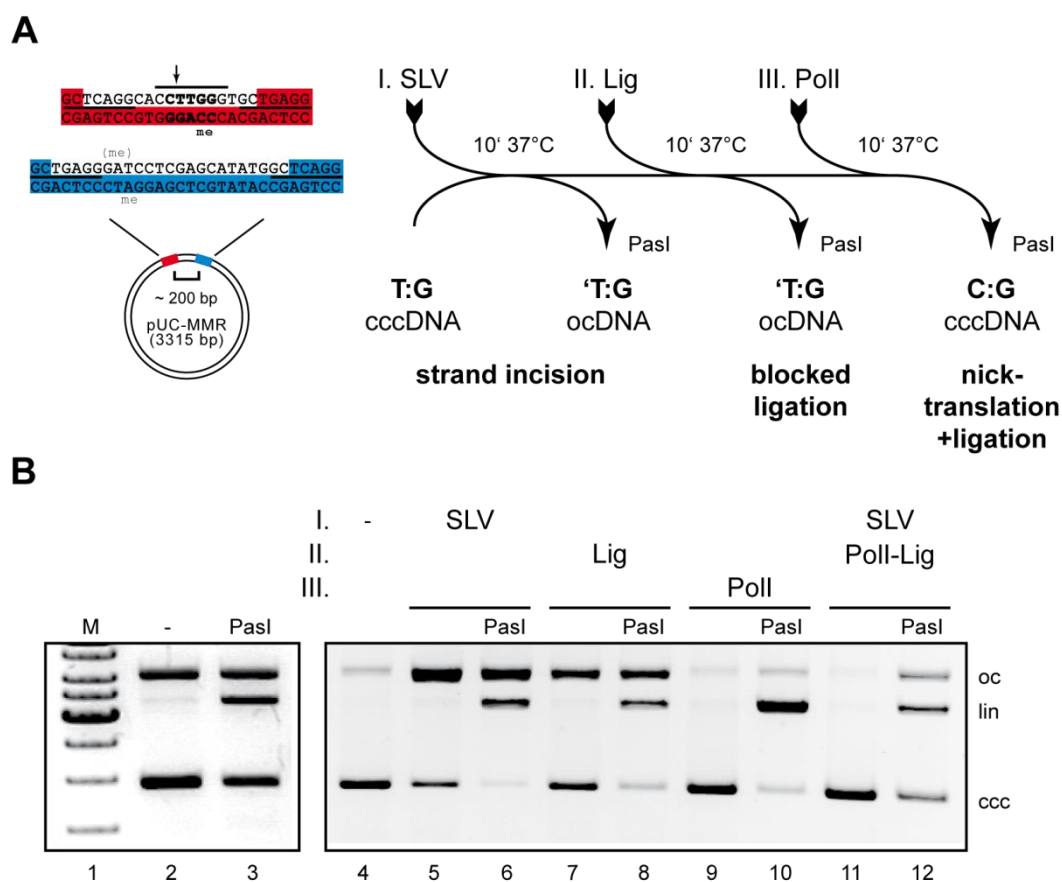 A
I. SLV
II. Lig
III. PolI
GCTCAGGCACCTTGGGTGCTGAGG
CGAGTCCGTGGGACCCACGACTCC
me
(me)
GCTGAGGGATCCTCGAGCATATGGCTCAGG
CGACTCCCTAGGAGCTCGTATACCGAGTCC
me
10‘ 37°C
10‘ 37°C
10‘ 37°C
PasI
PasI
PasI
~ 200 bp
pUC-MMR
(3315 bp)
T:G
‘T:G
‘T:G
C:G
cccDNA
ocDNA
ocDNA
cccDNA
strand incision
blocked
ligation
nick-
translation
+ligation
B
I. - SLV SLV
II. Lig PolI-Lig
III. PolI
M - PasI PasI PasI PasI PasI
oc
lin
ccc
1 2 3 4 5 6 7 8 9 10 11 12